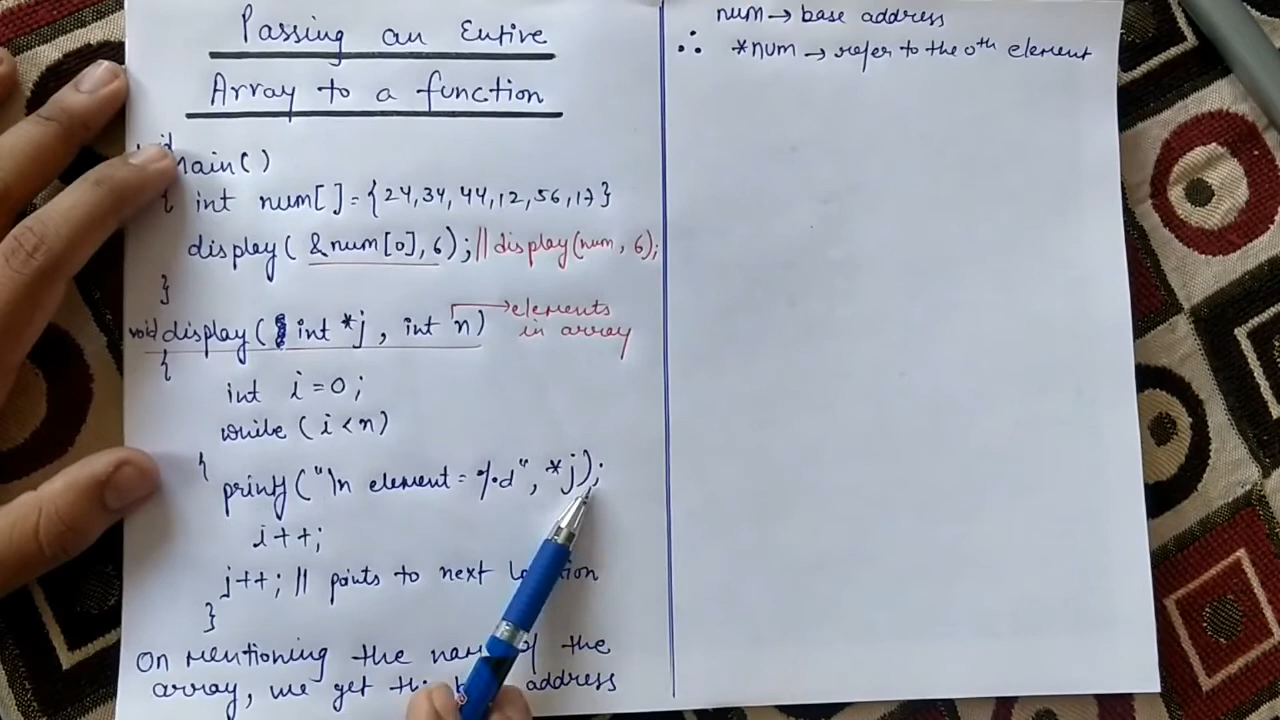 Passing an Entire
Array to a function
main()
{ int num[] = {24,34,44,12,56,17}
display( &num[0],6);//display(num, 6);
}
void display( int *j, int n) →elements
in array
{
int i=0;
while (i<n)
{ printf("\n element = %d", *j);
i++;
j++; // points to next
}
On mentioning the of the
array, we get address
num → base address
∴ *num → refer to the 0th element